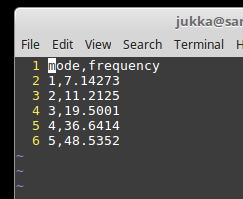 jukka@sar
File Edit View Search Terminal H
1 mode,frequency
2 1,7.14273
3 2,11.2125
4 3,19.5001
5 4,36.6414
6 5,48.5352
~
~
~